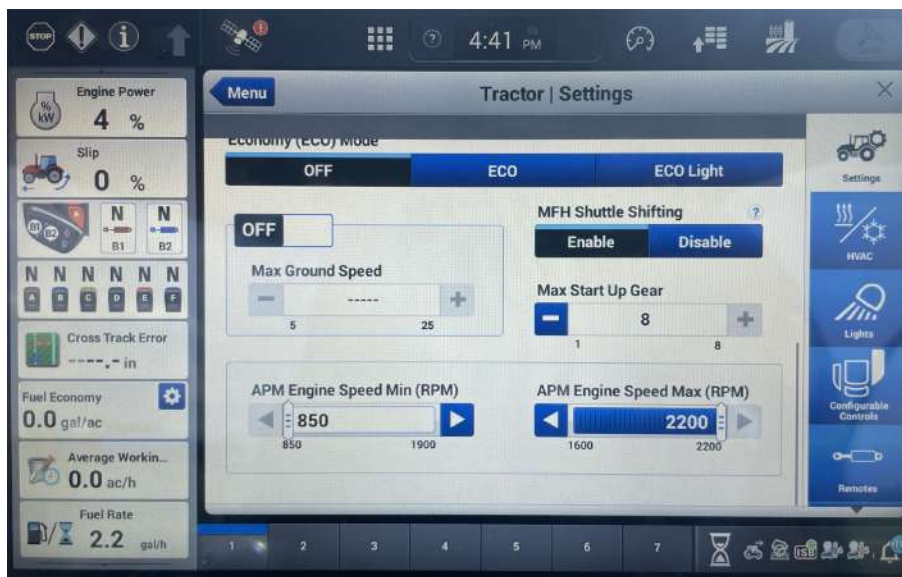 STOP
4:41 PM
Engine Power
% kW
4 %
Slip
0 %
B1 B2
N N
B1 B2
N N N N N N
A B C D E F
Cross Track Error
----.- in
Fuel Economy
0.0 gal/ac
Average Workin...
0.0 ac/h
Fuel Rate
2.2 gal/h
Menu
Tractor | Settings
Economy (ECO) Mode
OFF ECO ECO Light
OFF
Max Ground Speed
-----
5 25
MFH Shuttle Shifting ?
Enable Disable
Max Start Up Gear
8
1 8
APM Engine Speed Min (RPM)
850
850 1900
APM Engine Speed Max (RPM)
2200
1600 2200
Settings
HVAC
Lights
Configurable
Controls
Remotes
1 2 3 4 5 6 7
ISB